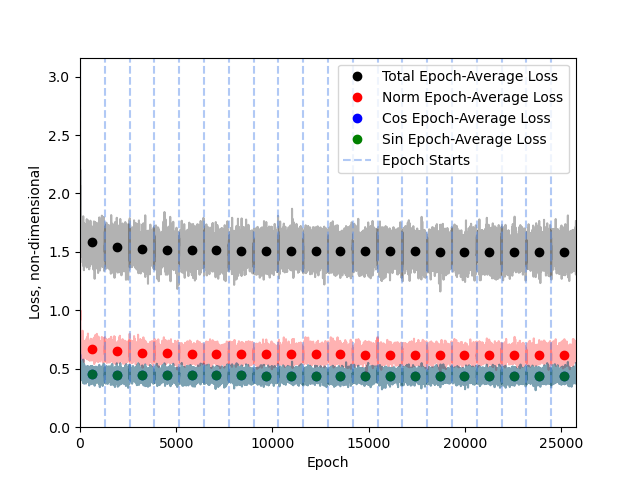 Total Epoch-Average Loss
Norm Epoch-Average Loss
Cos Epoch-Average Loss
Sin Epoch-Average Loss
Epoch Starts
Loss, non-dimensional
3.0
2.5
2.0
1.5
1.0
0.5
0.0
0 5000 10000 15000 20000 25000
Epoch